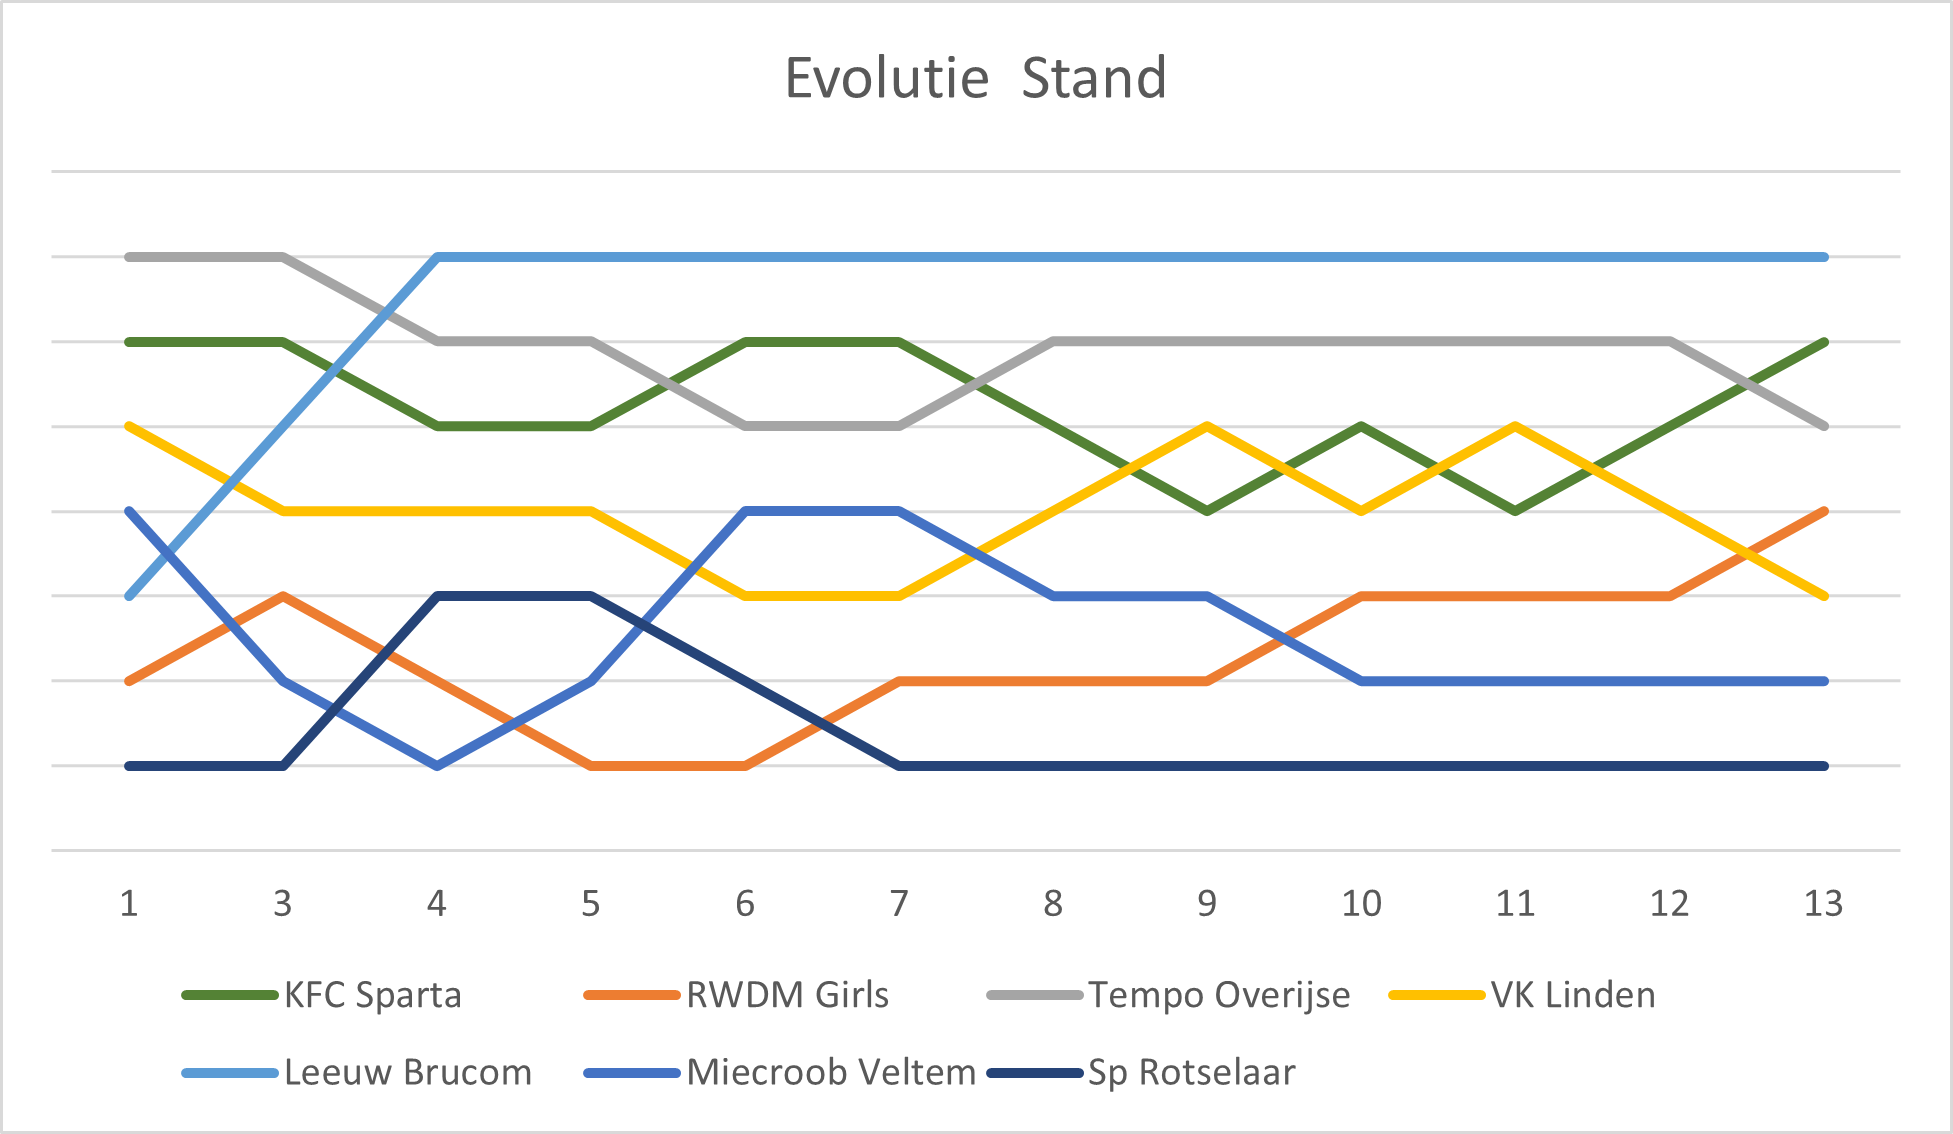 Evolutie Stand
1 3 4 5 6 7 8 9 10 11 12 13
KFC Sparta RWDM Girls Tempo Overijse VK Linden
Leeuw Brucom Miecroob Veltem Sp Rotselaar